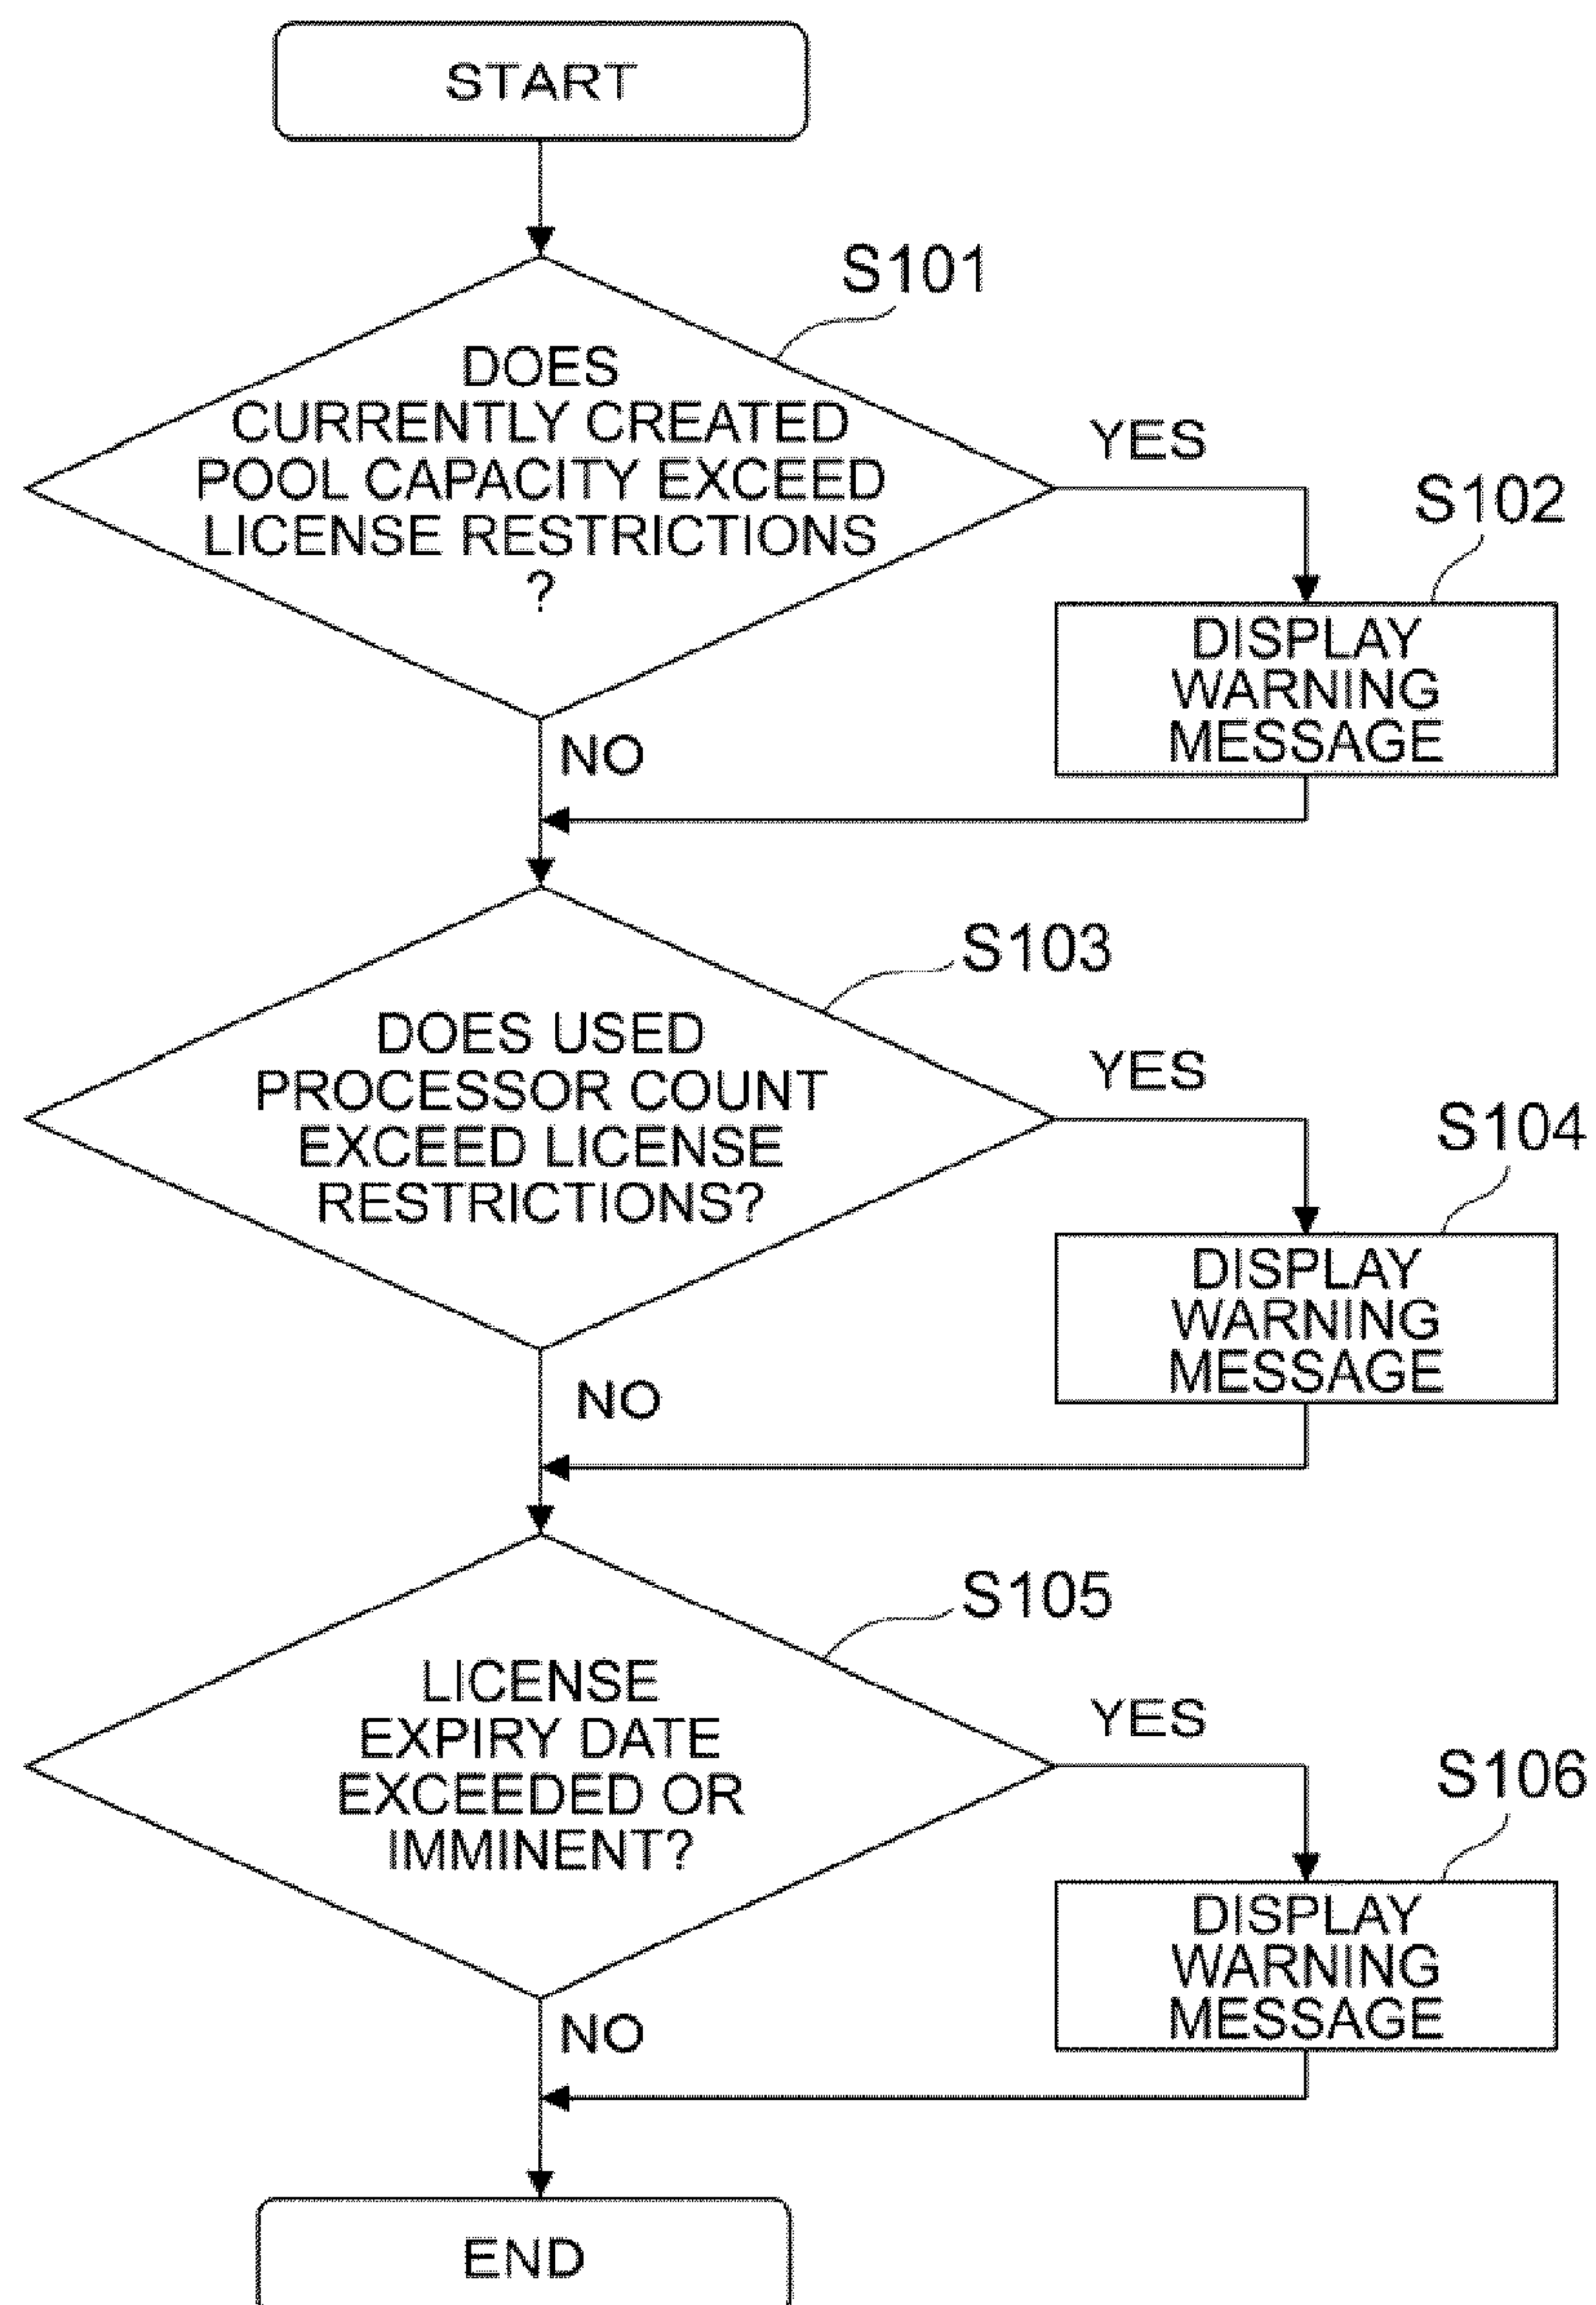 START
S101
DOES
CURRENTLY CREATED
POOL CAPACITY EXCEED
LICENSE RESTRICTIONS
?
YES
S102
DISPLAY
WARNING
MESSAGE
NO
S103
DOES USED
PROCESSOR COUNT
EXCEED LICENSE
RESTRICTIONS?
YES
S104
DISPLAY
WARNING
MESSAGE
NO
S105
LICENSE
EXPIRY DATE
EXCEEDED OR
IMMINENT?
YES
S106
DISPLAY
WARNING
MESSAGE
NO
END